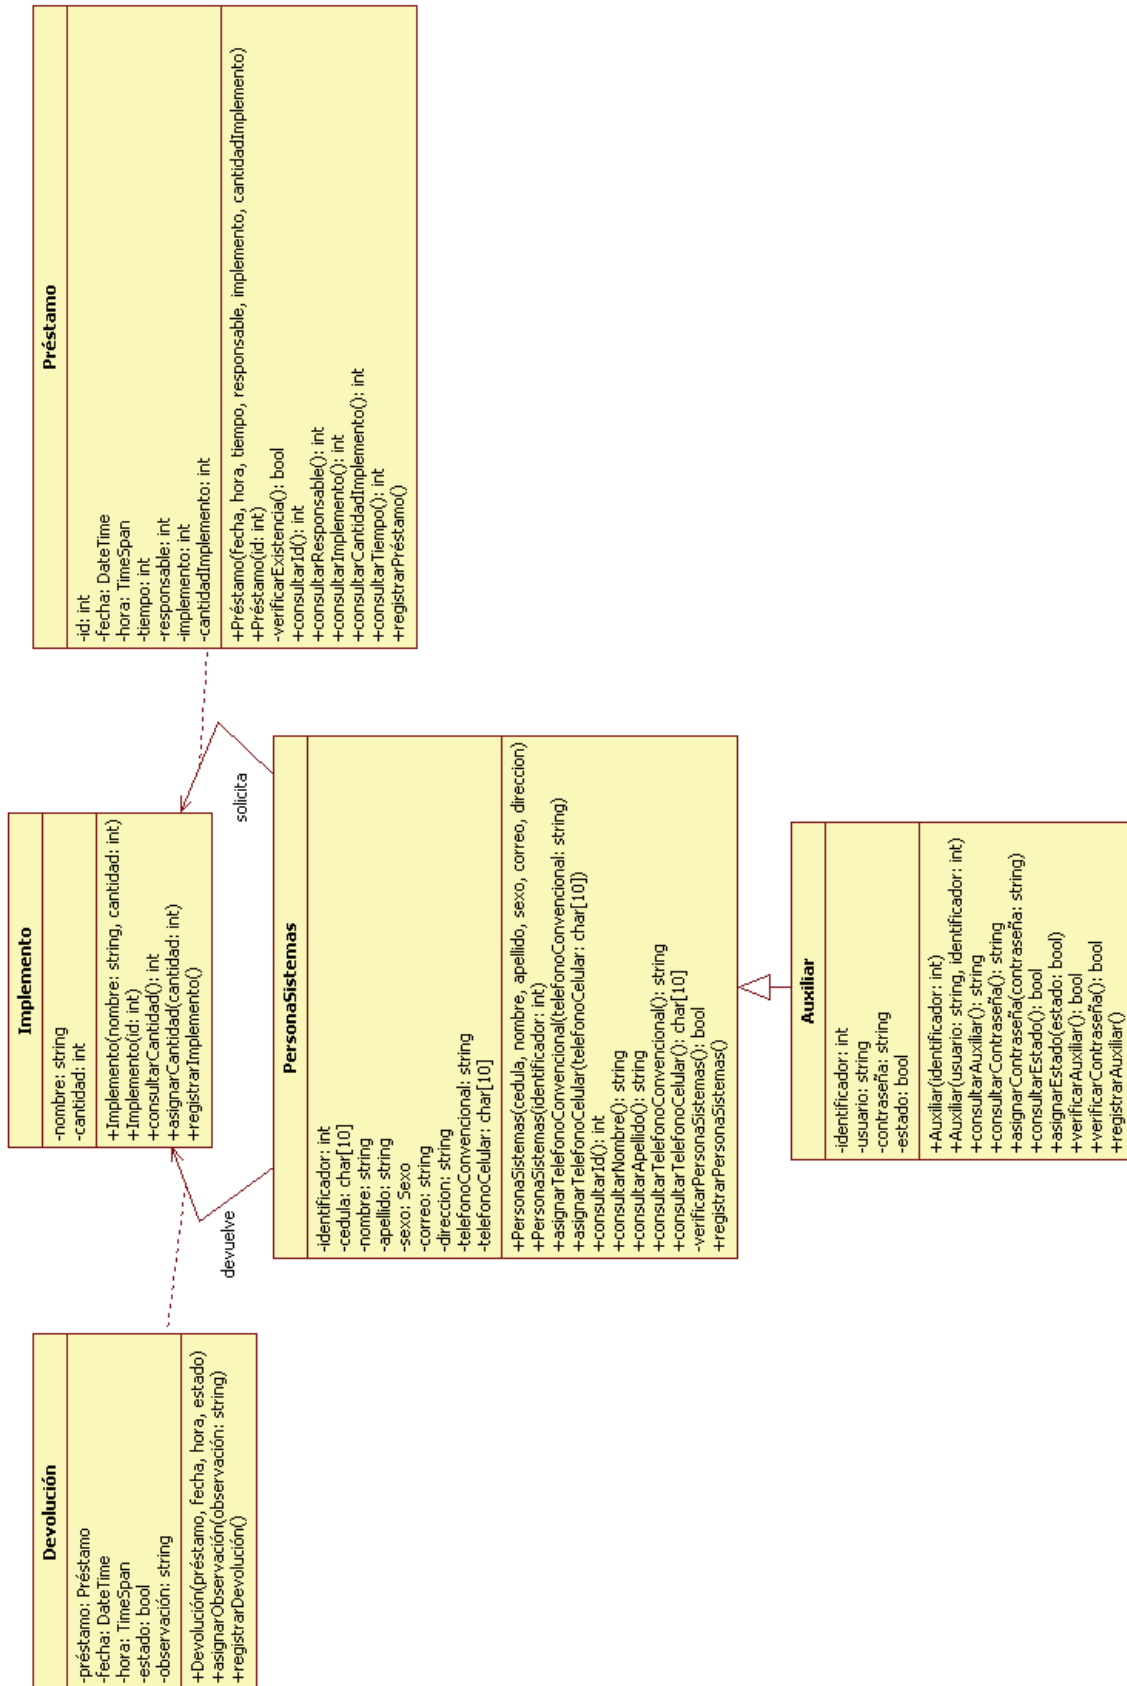 Devolución
-préstamo: Préstamo
-fecha: DateTime
-hora: TimeSpan
-estado: bool
-observación: string
+Devolución(préstamo, fecha, hora, estado)
+asignarObservación(observación: string)
+registrarDevolución()
Implemento
-nombre: string
-cantidad: int
+Implemento(nombre: string, cantidad: int)
+Implemento(id: int)
+consultarCantidad(): int
+asignarCantidad(cantidad: int)
+registrarImplemento()
Préstamo
-id: int
-fecha: DateTime
-hora: TimeSpan
-tiempo: int
-responsable: int
-implemento: int
-cantidadImplemento: int
+Préstamo(fecha, hora, tiempo, responsable, implemento, cantidadImplemento)
+Préstamo(id: int)
-verificarExistencia(): bool
+consultarId(): int
+consultarResponsable(): int
+consultarImplemento(): int
+consultarCantidadImplemento(): int
+consultarTiempo(): int
+registrarPréstamo()
devuelve
solicita
PersonaSistemas
-identificador: int
-cedula: char[10]
-nombre: string
-apellido: string
-sexo: Sexo
-correo: string
-direccion: string
-telefonoConvencional: string
-telefonoCelular: char[10]
+PersonaSistemas(cedula, nombre, apellido, sexo, correo, direccion)
+PersonaSistemas(identificador: int)
+asignarTelefonoConvencional(telefonoConvencional: string)
+asignarTelefonoCelular(telefonoCelular: char[10])
+consultarId(): int
+consultarNombre(): string
+consultarApellido(): string
+consultarTelefonoConvencional(): string
+consultarTelefonoCelular(): char[10]
-verificarPersonaSistemas(): bool
+registrarPersonaSistemas()
Auxiliar
-identificador: int
-usuario: string
-contraseña: string
-estado: bool
+Auxiliar(identificador: int)
+Auxiliar(usuario: string, identificador: int)
+consultarAuxiliar(): string
+consultarContraseña(): string
+asignarContraseña(contraseña: string)
+consultarEstado(): bool
+asignarEstado(estado: bool)
+verificarAuxiliar(): bool
+verificarContraseña(): bool
+registrarAuxiliar()